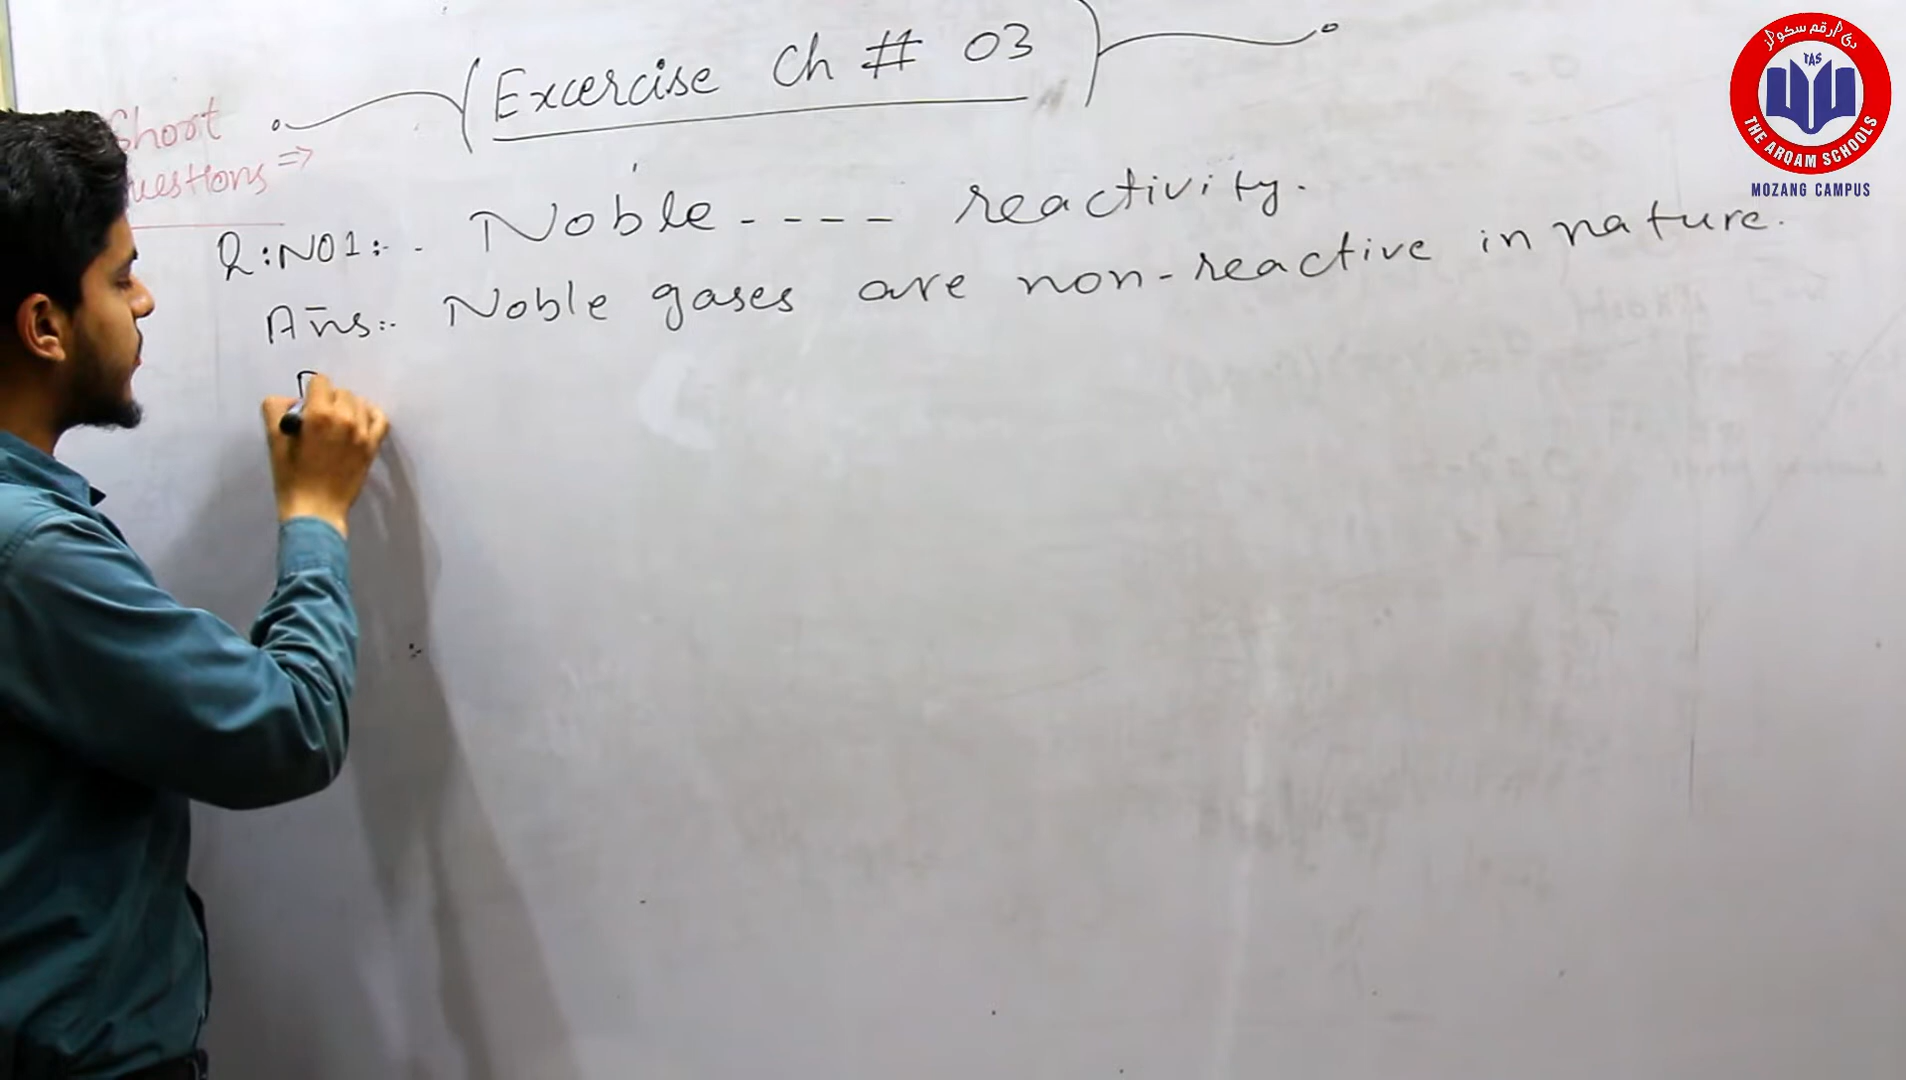 (Excercise Ch # 03)
Short
Questions =>
Q:NO1:- Noble - - - - reactivity.
Ans:- Noble gases are non-reactive in nature.
دی ارقم سکولز
TAS
THE ARQAM SCHOOLS
MOZANG CAMPUS